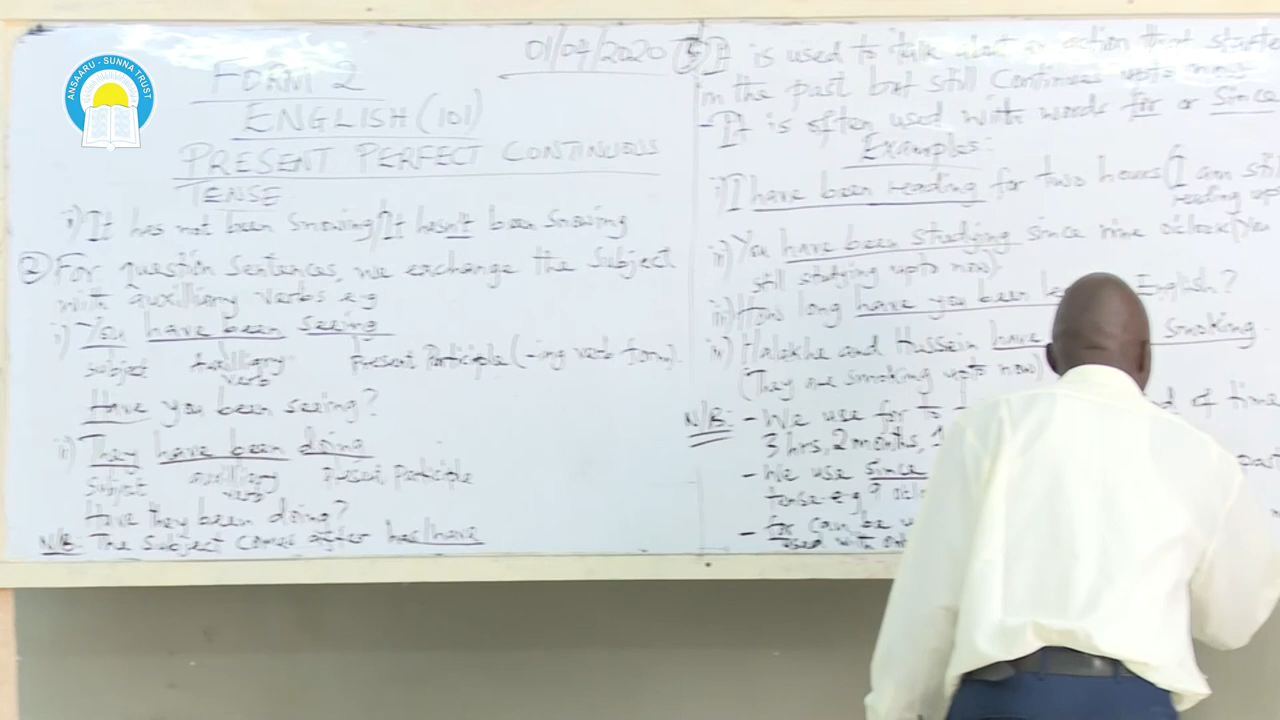 ANSAARU - SUNNA TRUST
01/07/2020
FORM 2
ENGLISH (101)
PRESENT PERFECT CONTINUOUS
TENSE
ii) It has not been snowing/It hasn't been snowing
② For question sentences, we exchange the subject
with auxilliary verbs e.g
i) You have been seeing
subject auxilliary verb Present Participle (-ing verb form).
Have you been seeing?
ii) They have been doing
subject auxilliary verb Present Participle
Have they been doing?
N/B: The subject comes after has/have
It is used to talk about an action that starte
in the past but still continues upto now
- It is often used with words for or since
Examples:
i) I have been reading for two hours (I am still
reading up
ii) You have been studying since nine o'clock (You
still studying upto now)
iii) How long have you been English?
iv) and Hussein have smoking.
(They are smoking upto now)
N/B: - We use for to of time
3 hrs, 2 months,
- We use since past
tense e.g 9
- for can be
used with